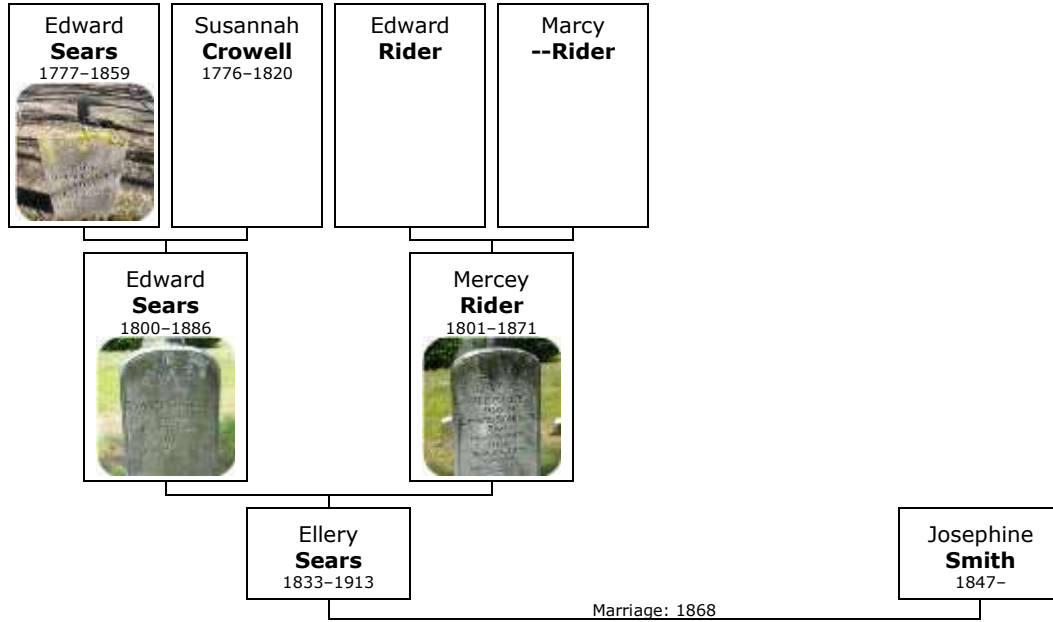 Edward
Sears
1777–1859
Susannah
Crowell
1776–1820
Edward
Rider
Marcy
--Rider
Edward
Sears
1800–1886
Mercey
Rider
1801–1871
Ellery
Sears
1833–1913
Josephine
Smith
1847–
Marriage: 1868